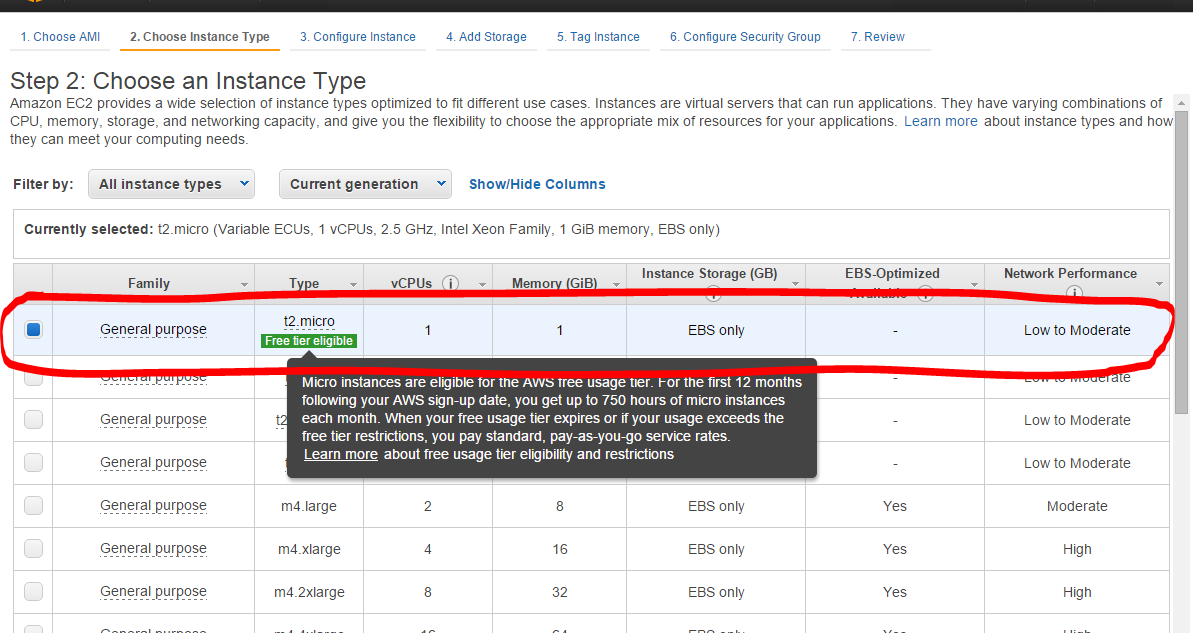 1. Choose AMI 2. Choose Instance Type 3. Configure Instance 4. Add Storage 5. Tag Instance 6. Configure Security Group 7. Review
Step 2: Choose an Instance Type
Amazon EC2 provides a wide selection of instance types optimized to fit different use cases. Instances are virtual servers that can run applications. They have varying combinations of
CPU, memory, storage, and networking capacity, and give you the flexibility to choose the appropriate mix of resources for your applications. Learn more about instance types and how
they can meet your computing needs.
Filter by: All instance types Current generation Show/Hide Columns
Currently selected: t2.micro (Variable ECUs, 1 vCPUs, 2.5 GHz, Intel Xeon Family, 1 GiB memory, EBS only)
Family Type vCPUs i Memory (GiB) Instance Storage (GB) i EBS-Optimized Available i Network Performance i
General purpose t2.micro Free tier eligible 1 1 EBS only - Low to Moderate
General purpose - Low to Moderate
Micro instances are eligible for the AWS free usage tier. For the first 12 months
following your AWS sign-up date, you get up to 750 hours of micro instances
each month. When your free usage tier expires or if your usage exceeds the
free tier restrictions, you pay standard, pay-as-you-go service rates.
Learn more about free usage tier eligibility and restrictions
General purpose t2 - Low to Moderate
General purpose - Low to Moderate
General purpose m4.large 2 8 EBS only Yes Moderate
General purpose m4.xlarge 4 16 EBS only Yes High
General purpose m4.2xlarge 8 32 EBS only Yes High
General purpose m4.4xlarge 16 64 EBS only Yes High